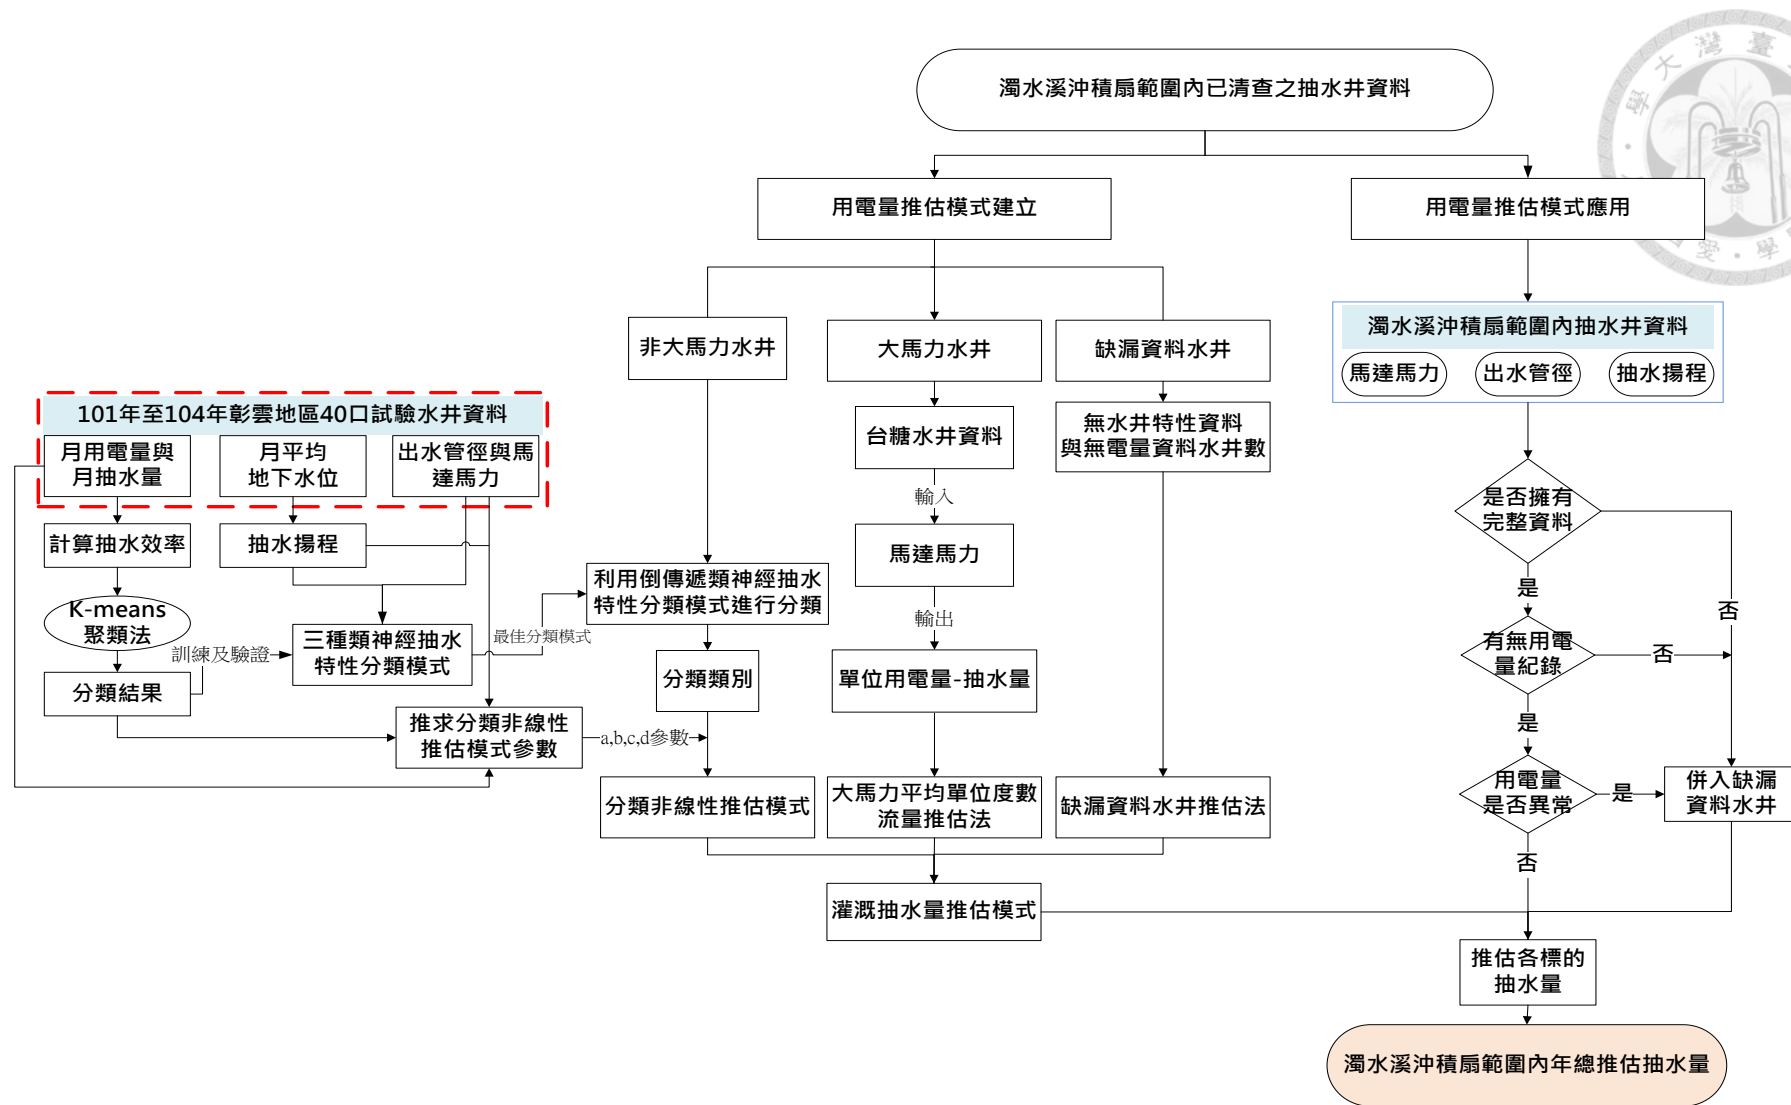 濁水溪沖積扇範圍內已清查之抽水井資料
用電量推估模式建立
用電量推估模式應用
非大馬力水井
大馬力水井
缺漏資料水井
濁水溪沖積扇範圍內抽水井資料
馬達馬力
出水管徑
抽水揚程
101年至104年彰雲地區40口試驗水井資料
月用電量與
月抽水量
月平均
地下水位
出水管徑與馬
達馬力
台糖水井資料
無水井特性資料
與無電量資料水井數
輸入
是否擁有
完整資料
計算抽水效率
抽水揚程
馬達馬力
利用倒傳遞類神經抽水
特性分類模式進行分類
是
否
K-means
聚類法
輸出
最佳分類模式
訓練及驗證
三種類神經抽水
特性分類模式
有無用電
量紀錄
否
分類結果
分類類別
單位用電量-抽水量
是
推求分類非線性
推估模式參數
a,b,c,d參數
用電量
是否異常
是
併入缺漏
資料水井
分類非線性推估模式
大馬力平均單位度數
流量推估法
缺漏資料水井推估法
否
灌溉抽水量推估模式
推估各標的
抽水量
濁水溪沖積扇範圍內年總推估抽水量